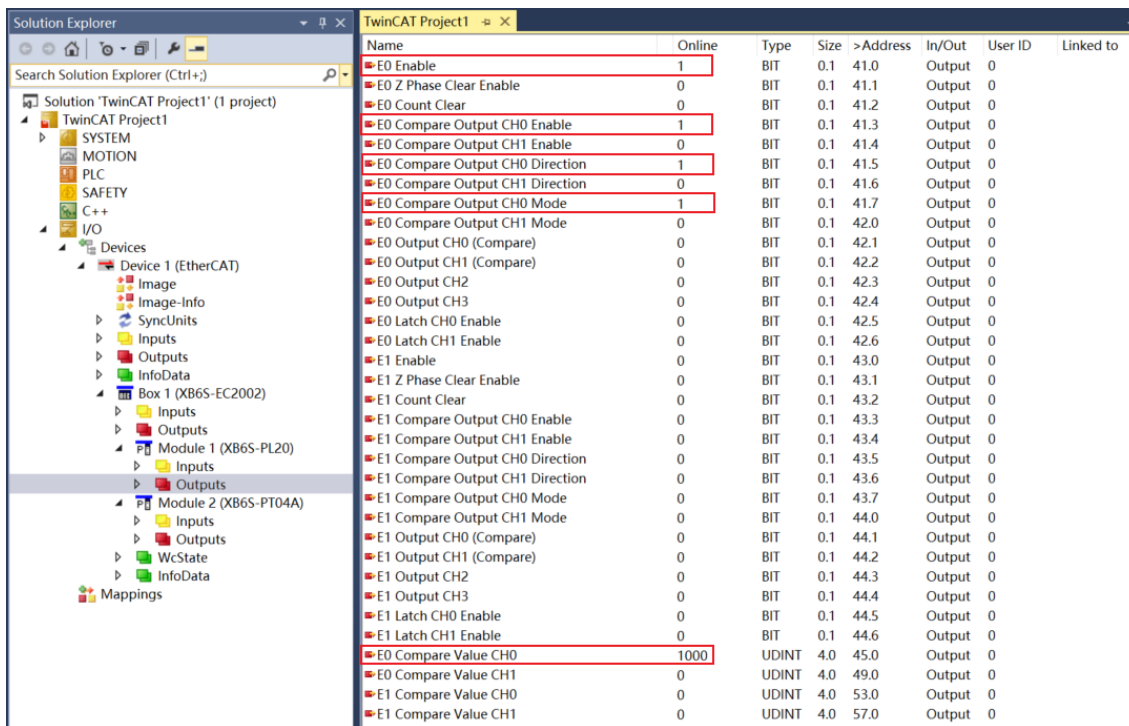 Solution Explorer
Search Solution Explorer (Ctrl+;)
Solution 'TwinCAT Project1' (1 project)
TwinCAT Project1
SYSTEM
MOTION
PLC
SAFETY
C++
I/O
Devices
Device 1 (EtherCAT)
Image
Image-Info
SyncUnits
Inputs
Outputs
InfoData
Box 1 (XB6S-EC2002)
Inputs
Outputs
Module 1 (XB6S-PL20)
Inputs
Outputs
Module 2 (XB6S-PT04A)
Inputs
Outputs
WcState
InfoData
Mappings
TwinCAT Project1
Name Online Type Size >Address In/Out User ID Linked to
E0 Enable 1 BIT 0.1 41.0 Output 0
E0 Z Phase Clear Enable 0 BIT 0.1 41.1 Output 0
E0 Count Clear 0 BIT 0.1 41.2 Output 0
E0 Compare Output CH0 Enable 1 BIT 0.1 41.3 Output 0
E0 Compare Output CH1 Enable 0 BIT 0.1 41.4 Output 0
E0 Compare Output CH0 Direction 1 BIT 0.1 41.5 Output 0
E0 Compare Output CH1 Direction 0 BIT 0.1 41.6 Output 0
E0 Compare Output CH0 Mode 1 BIT 0.1 41.7 Output 0
E0 Compare Output CH1 Mode 0 BIT 0.1 42.0 Output 0
E0 Output CH0 (Compare) 0 BIT 0.1 42.1 Output 0
E0 Output CH1 (Compare) 0 BIT 0.1 42.2 Output 0
E0 Output CH2 0 BIT 0.1 42.3 Output 0
E0 Output CH3 0 BIT 0.1 42.4 Output 0
E0 Latch CH0 Enable 0 BIT 0.1 42.5 Output 0
E0 Latch CH1 Enable 0 BIT 0.1 42.6 Output 0
E1 Enable 0 BIT 0.1 43.0 Output 0
E1 Z Phase Clear Enable 0 BIT 0.1 43.1 Output 0
E1 Count Clear 0 BIT 0.1 43.2 Output 0
E1 Compare Output CH0 Enable 0 BIT 0.1 43.3 Output 0
E1 Compare Output CH1 Enable 0 BIT 0.1 43.4 Output 0
E1 Compare Output CH0 Direction 0 BIT 0.1 43.5 Output 0
E1 Compare Output CH1 Direction 0 BIT 0.1 43.6 Output 0
E1 Compare Output CH0 Mode 0 BIT 0.1 43.7 Output 0
E1 Compare Output CH1 Mode 0 BIT 0.1 44.0 Output 0
E1 Output CH0 (Compare) 0 BIT 0.1 44.1 Output 0
E1 Output CH1 (Compare) 0 BIT 0.1 44.2 Output 0
E1 Output CH2 0 BIT 0.1 44.3 Output 0
E1 Output CH3 0 BIT 0.1 44.4 Output 0
E1 Latch CH0 Enable 0 BIT 0.1 44.5 Output 0
E1 Latch CH1 Enable 0 BIT 0.1 44.6 Output 0
E0 Compare Value CH0 1000 UDINT 4.0 45.0 Output 0
E0 Compare Value CH1 0 UDINT 4.0 49.0 Output 0
E1 Compare Value CH0 0 UDINT 4.0 53.0 Output 0
E1 Compare Value CH1 0 UDINT 4.0 57.0 Output 0